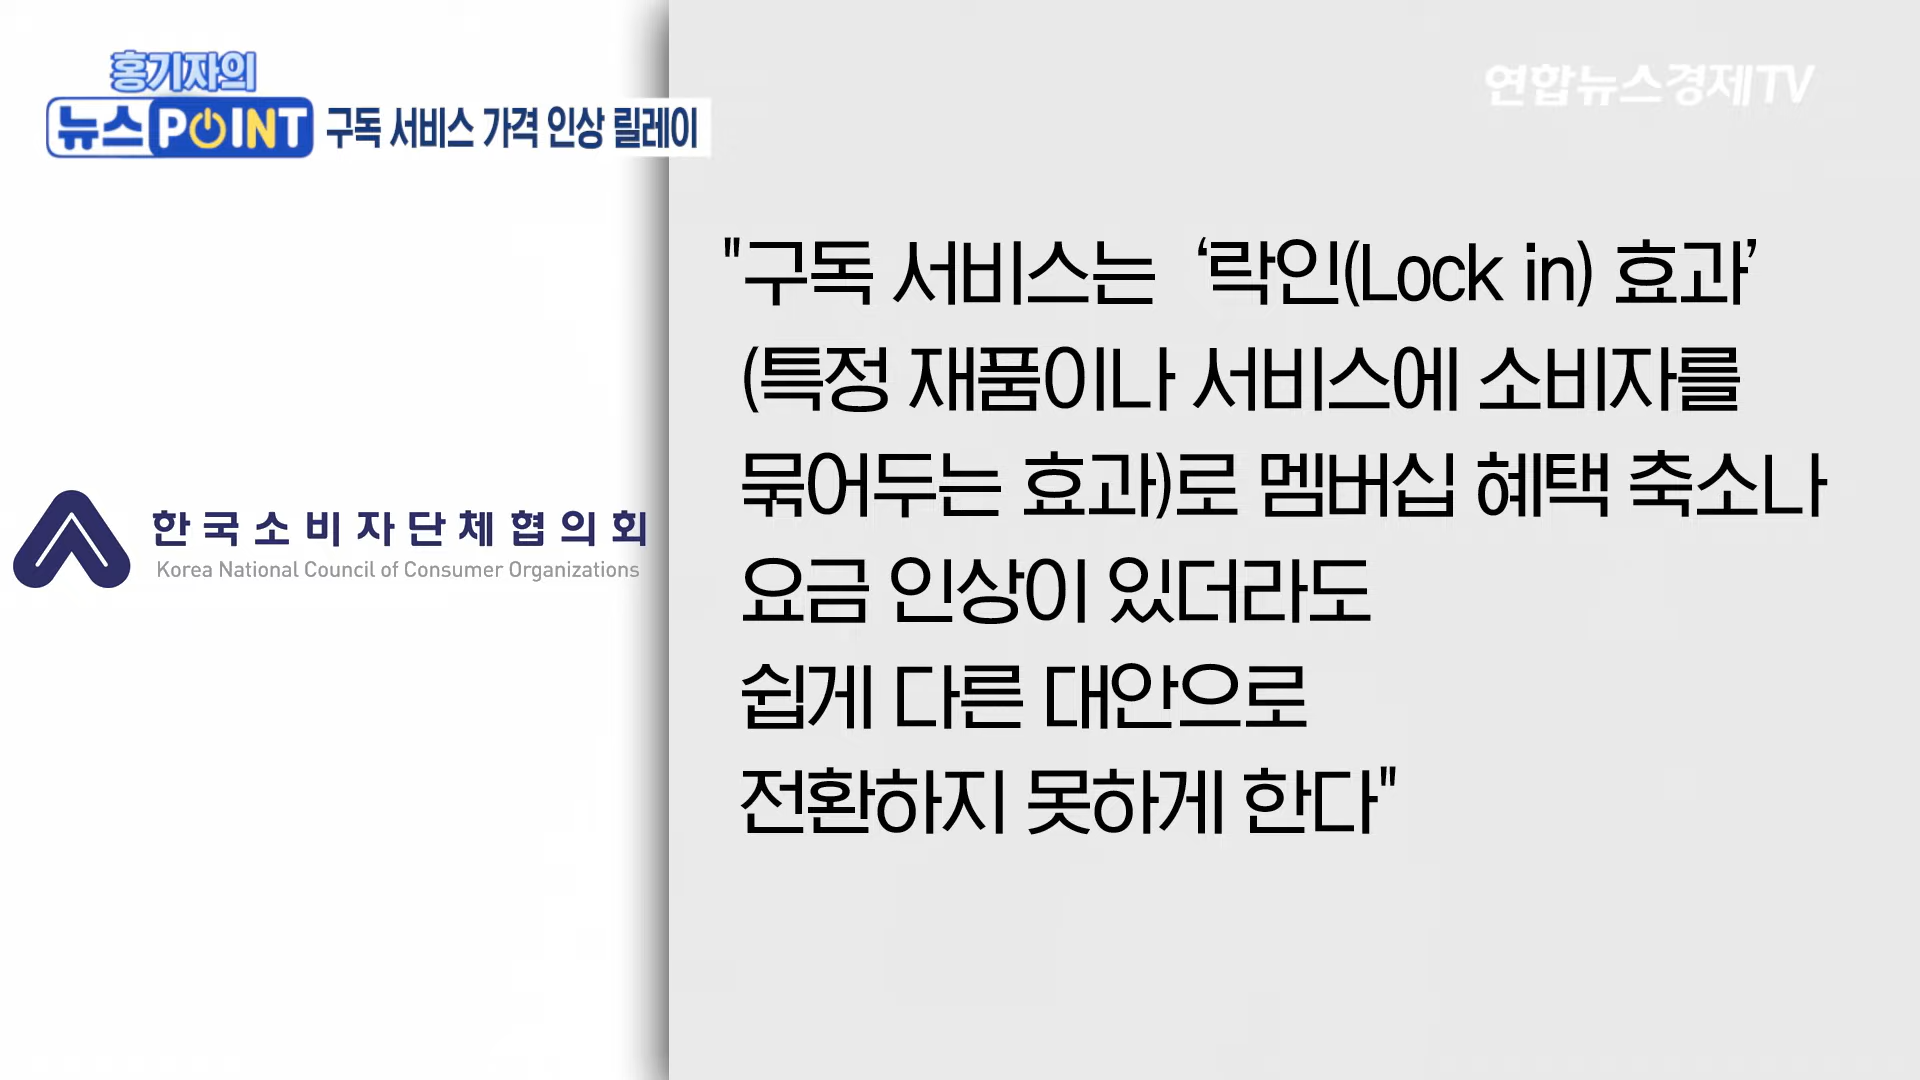 홍기자의
뉴스POINT 구독 서비스 가격 인상 릴레이
연합뉴스경제TV
"구독 서비스는 ‘락인(Lock in) 효과’
(특정 재품이나 서비스에 소비자를
묶어두는 효과)로 멤버십 혜택 축소나
요금 인상이 있더라도
쉽게 다른 대안으로
전환하지 못하게 한다"
한국소비자단체협의회
Korea National Council of Consumer Organizations